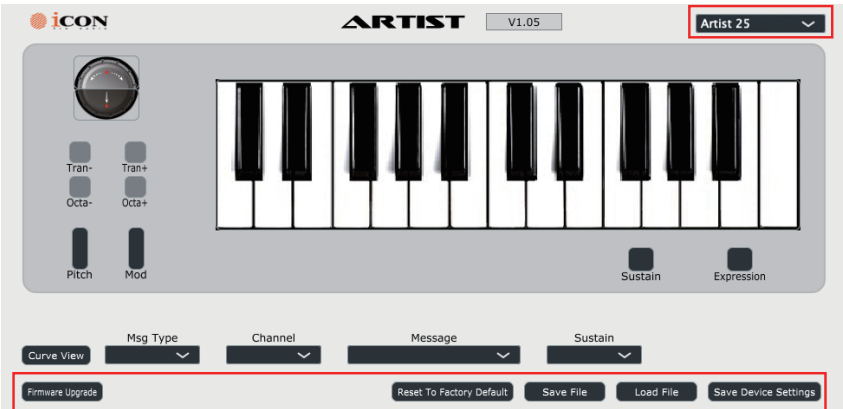 iCON
ARTIST
V1.05
Artist 25
Tran- Tran+
Octa- Octa+
Pitch Mod
Sustain Expression
Msg Type Channel Message Sustain
Curve View
Firmware Upgrade Reset To Factory Default Save File Load File Save Device Settings